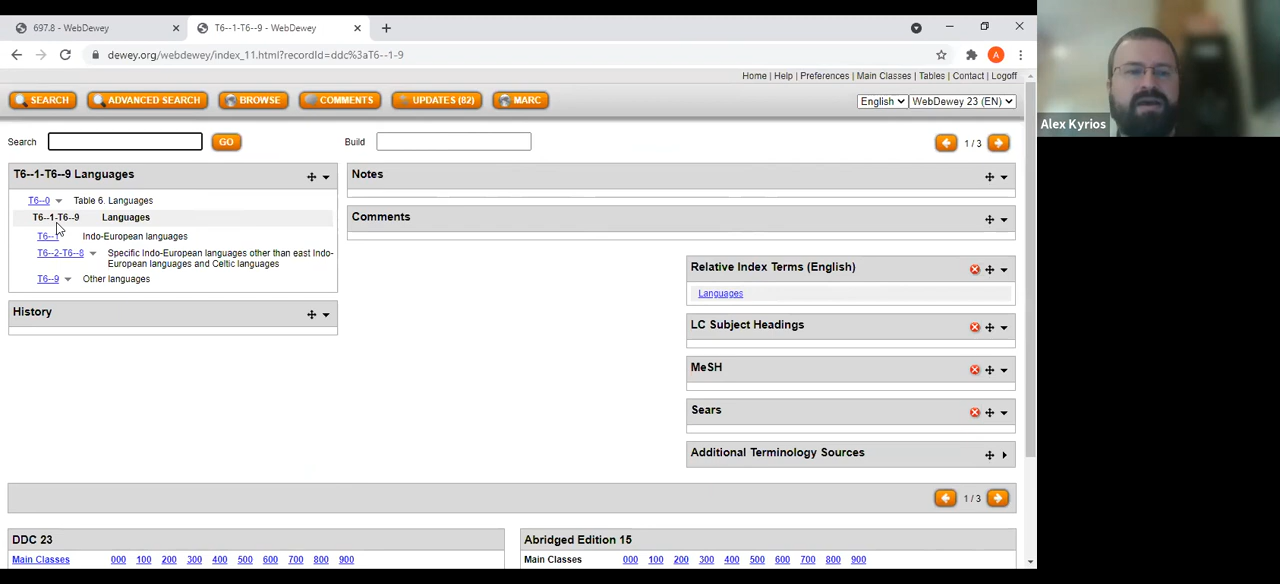 697.8 - WebDewey
T6--1-T6--9 - WebDewey
dewey.org/webdewey/index_11.html?recordId=ddc%3aT6--1-9
A
Home | Help | Preferences | Main Classes | Tables | Contact | Logoff
SEARCH ADVANCED SEARCH BROWSE COMMENTS UPDATES (82) MARC
English WebDewey 23 (EN)
Search GO Build 1 / 3
T6--1-T6--9 Languages
T6--0 Table 6. Languages
T6--1-T6--9 Languages
T6--1 Indo-European languages
T6--2-T6--8 Specific Indo-European languages other than east Indo-
European languages and Celtic languages
T6--9 Other languages
History
Notes
Comments
Relative Index Terms (English)
Languages
LC Subject Headings
MeSH
Sears
Additional Terminology Sources
1 / 3
DDC 23
Main Classes 000 100 200 300 400 500 600 700 800 900
Abridged Edition 15
Main Classes 000 100 200 300 400 500 600 700 800 900
Alex Kyrios